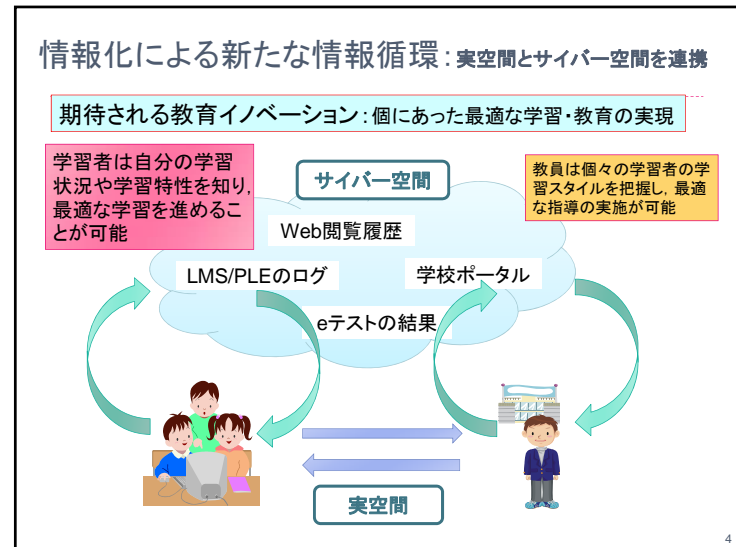 情報化による新たな情報循環:実空間とサイバー空間を連携
期待される教育イノベーション:個にあった最適な学習・教育の実現
学習者は自分の学習
状況や学習特性を知り,
最適な学習を進めるこ
とが可能
サイバー空間
教員は個々の学習者の学
習スタイルを把握し,最適
な指導の実施が可能
Web閲覧履歴
LMS/PLEのログ
学校ポータル
eテストの結果
実空間
4